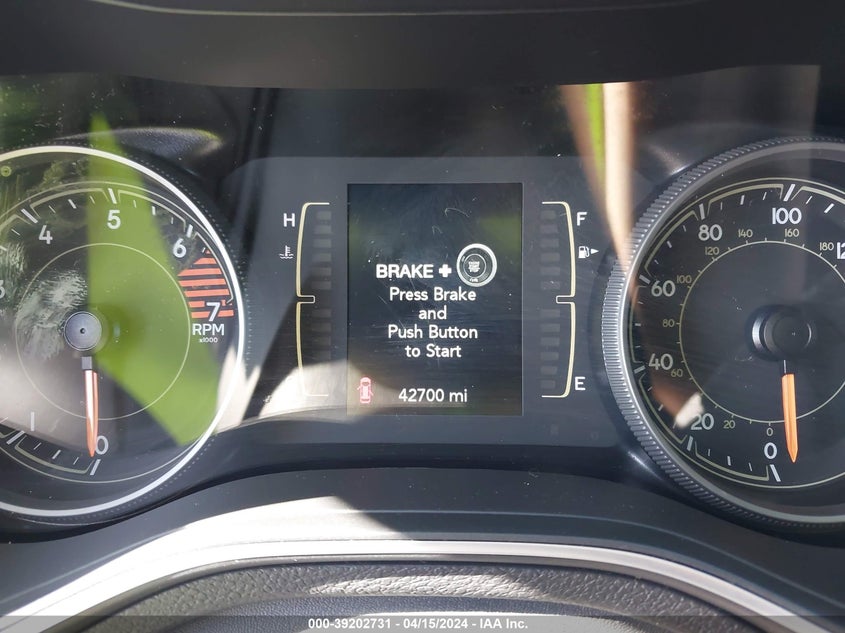 4 5 6 7
RPM
x1000
1 0
H
F
E
BRAKE +
Press Brake
and
Push Button
to Start
42700 mi
100
80 140 160 180
120
60 100
80
60
40
40
20 20 0
0
000-39202731 - 04/15/2024 - IAA Inc.